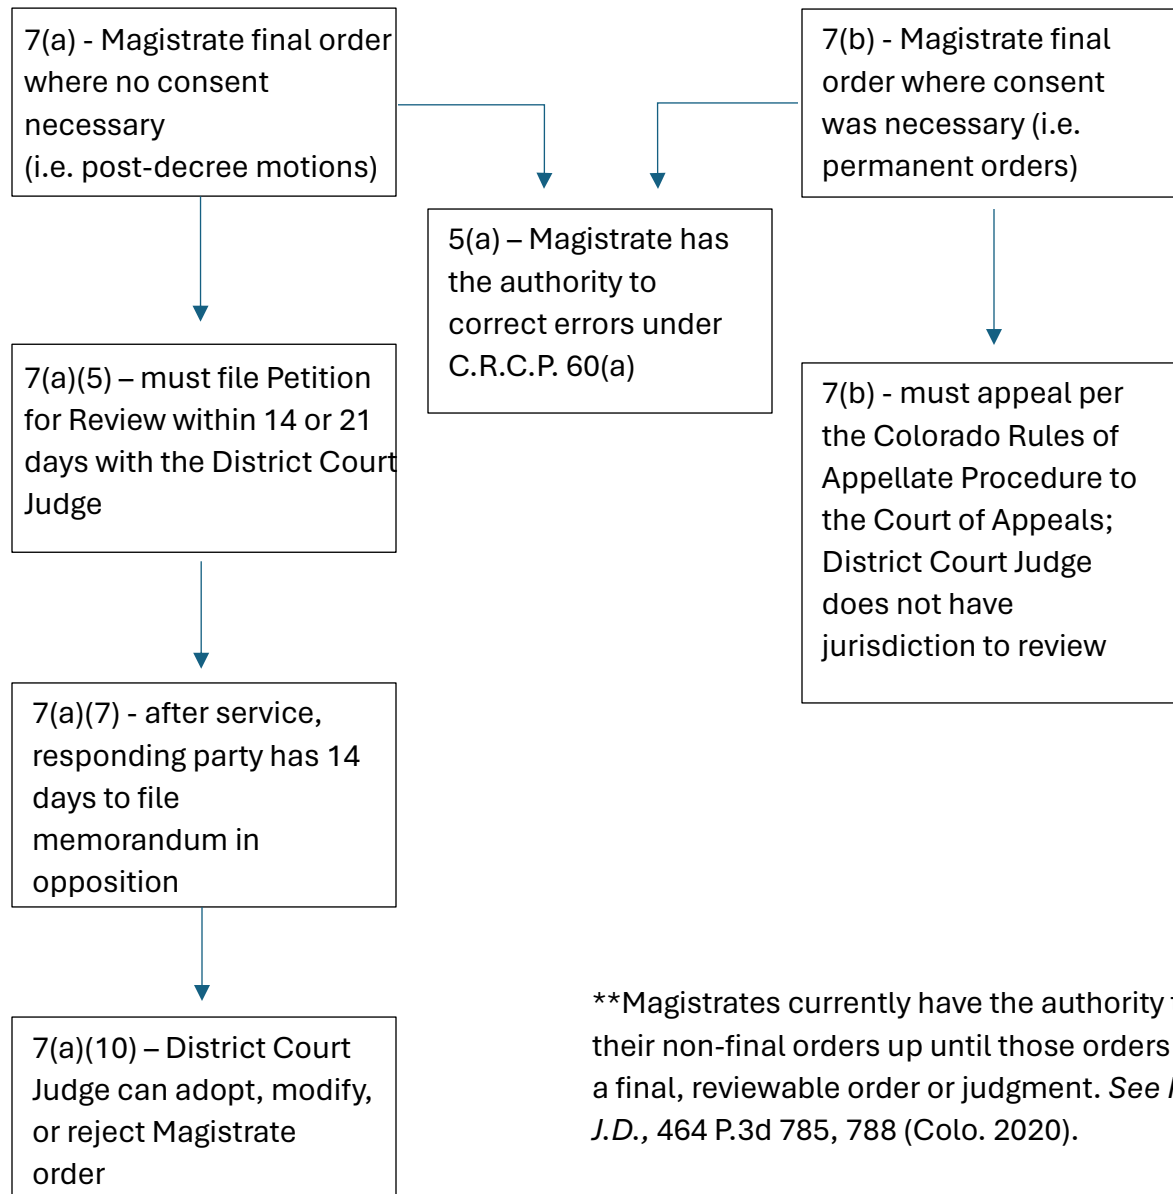 7(a) - Magistrate final order
where no consent
necessary
(i.e. post-decree motions)
7(b) - Magistrate final
order where consent
was necessary (i.e.
permanent orders)
5(a) – Magistrate has
the authority to
correct errors under
C.R.C.P. 60(a)
7(a)(5) – must file Petition
for Review within 14 or 21
days with the District Court
Judge
7(b) - must appeal per
the Colorado Rules of
Appellate Procedure to
the Court of Appeals;
District Court Judge
does not have
jurisdiction to review
7(a)(7) - after service,
responding party has 14
days to file
memorandum in
opposition
7(a)(10) – District Court
Judge can adopt, modify,
or reject Magistrate
order
**Magistrates currently have the authority
their non-final orders up until those orders
a final, reviewable order or judgment. See
J.D., 464 P.3d 785, 788 (Colo. 2020).